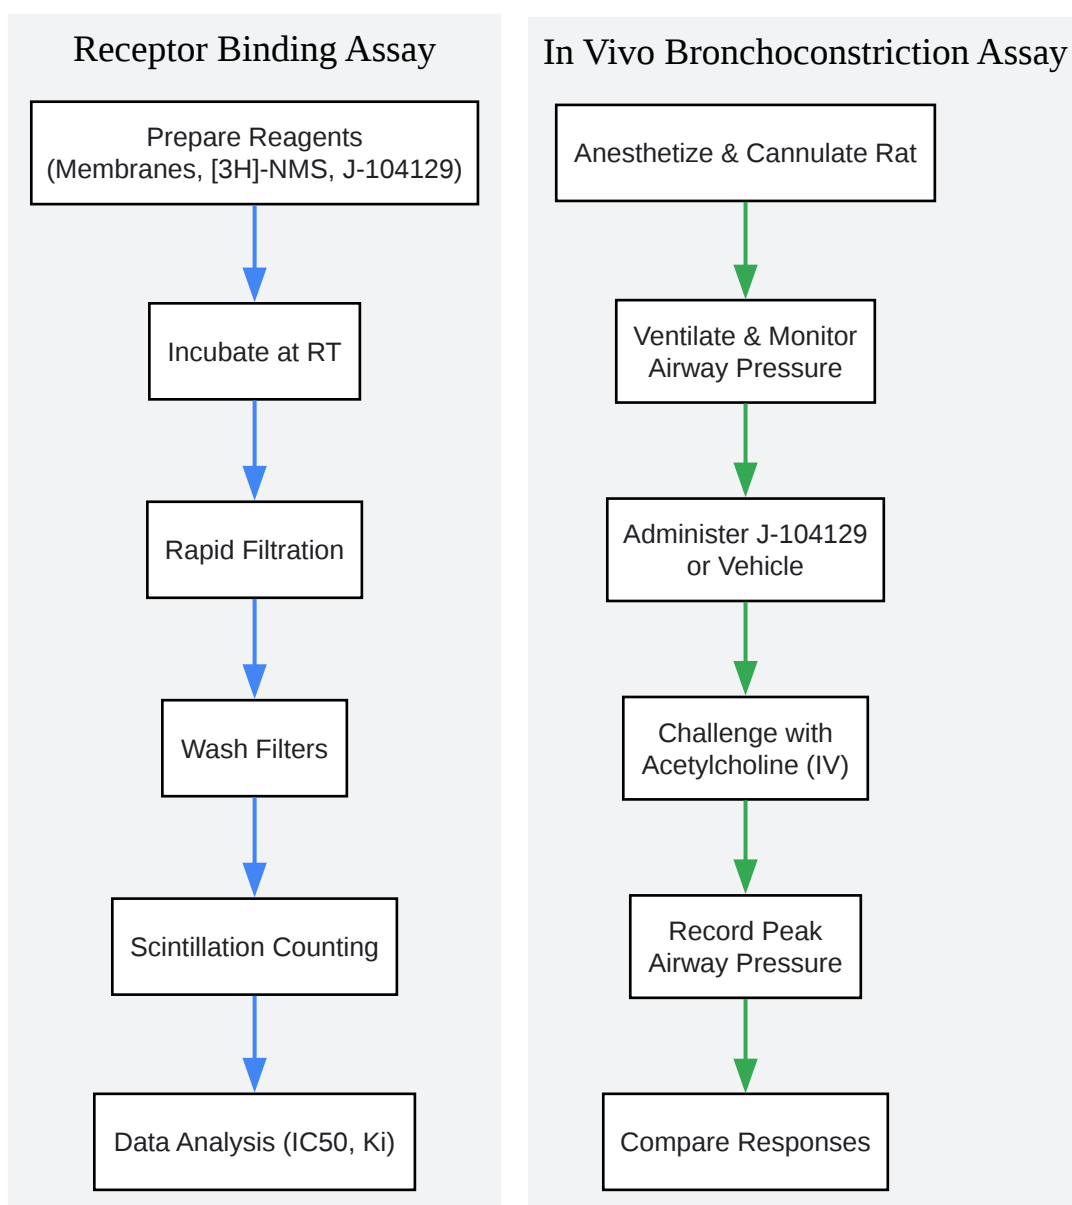 Receptor Binding Assay
Prepare Reagents
(Membranes, [3H]-NMS, J-104129)
Incubate at RT
Rapid Filtration
Wash Filters
Scintillation Counting
Data Analysis (IC50, Ki)
In Vivo Bronchoconstriction Assay
Anesthetize & Cannulate Rat
Ventilate & Monitor
Airway Pressure
Administer J-104129
or Vehicle
Challenge with
Acetylcholine (IV)
Record Peak
Airway Pressure
Compare Responses